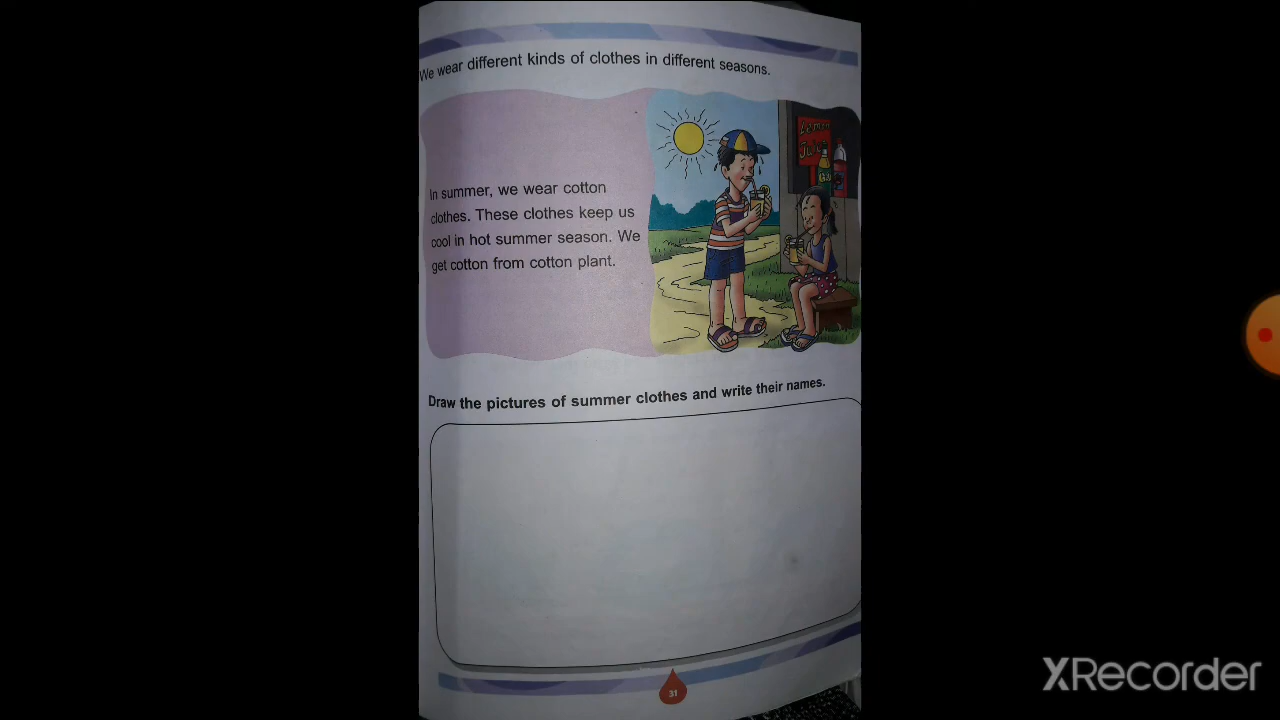 We wear different kinds of clothes in different seasons.
In summer, we wear cotton
clothes. These clothes keep us
cool in hot summer season. We
get cotton from cotton plant.
Lemon
Juice
Draw the pictures of summer clothes and write their names.
31
XRecorder